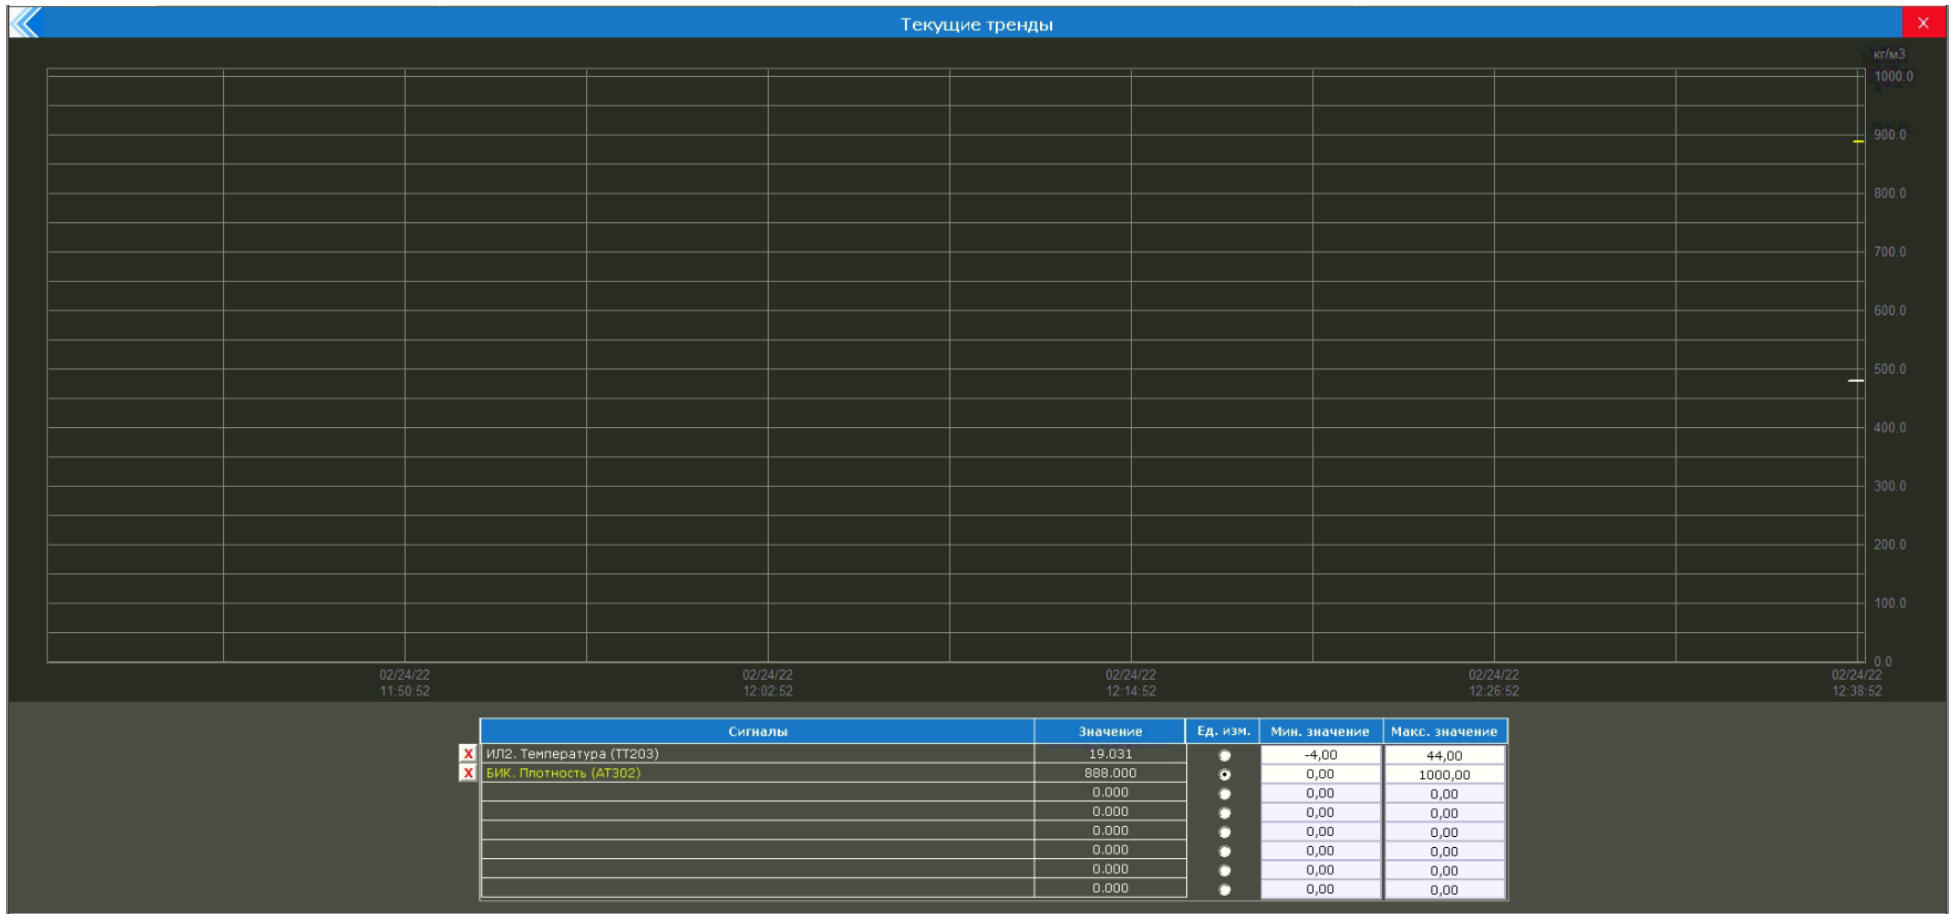 Текущие тренды
X
кг/м3
1000.0
900.0
800.0
700.0
600.0
500.0
400.0
300.0
200.0
100.0
0.0
02/24/22 02/24/22 02/24/22 02/24/22 02/24/22
11:50:52 12:02:52 12:14:52 12:26:52 12:38:52
Сигналы Значение Ед. изм. Мин. значение Макс. значение
X ИЛ2. Температура (TT203) 19.031 -4,00 44,00
X БИК. Плотность (AT302) 888.000 0,00 1000,00
0.000 0,00 0,00
0.000 0,00 0,00
0.000 0,00 0,00
0.000 0,00 0,00
0.000 0,00 0,00
0.000 0,00 0,00